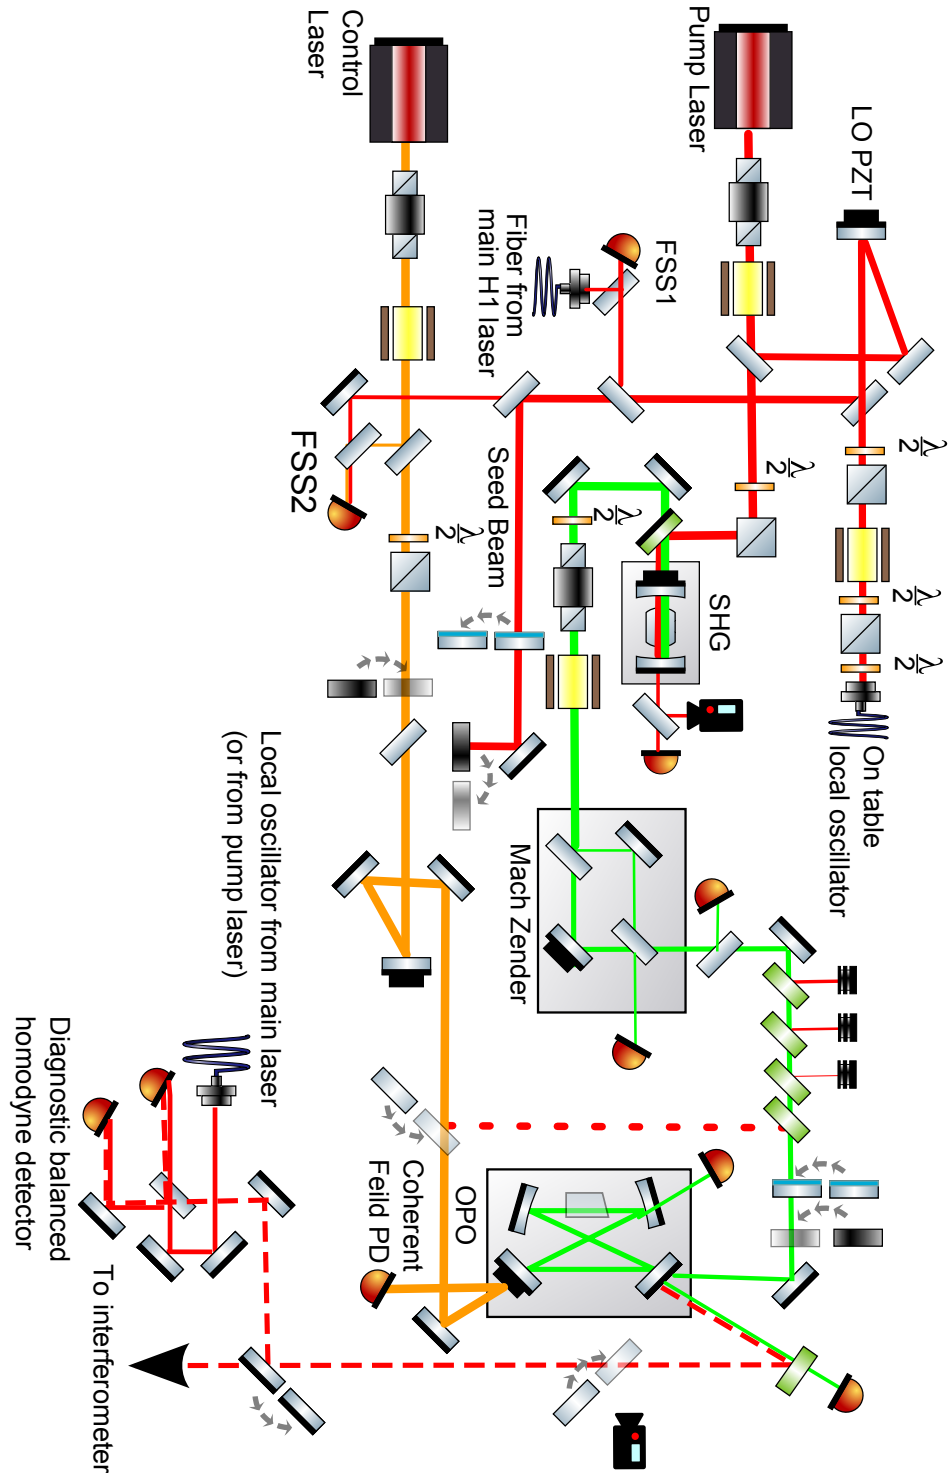 Control
Laser
Pump Laser
LO PZT
Fiber from
main H1 laser
FSS1
FSS2
λ/2
Seed Beam
λ/2
SHG
λ/2
λ/2
λ/2
λ/2
On table
local oscillator
Mach Zender
Local oscillator from main laser
(or from pump laser)
OPO
Coherent
Feild PD
Diagnostic balanced
homodyne detector
To interferometer